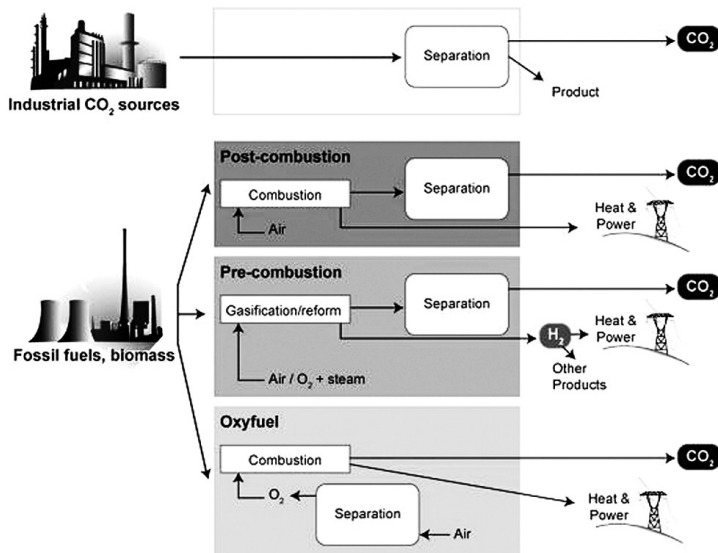 Separation
CO₂
Product
Industrial CO₂ sources
Post-combustion
Combustion
Separation
Air
CO₂
Heat &
Power
Pre-combustion
Gasification/reform
Separation
Air / O₂ + steam
CO₂
H₂
Heat &
Power
Other
Products
Fossil fuels, biomass
Oxyfuel
Combustion
O₂
Separation
Air
CO₂
Heat &
Power